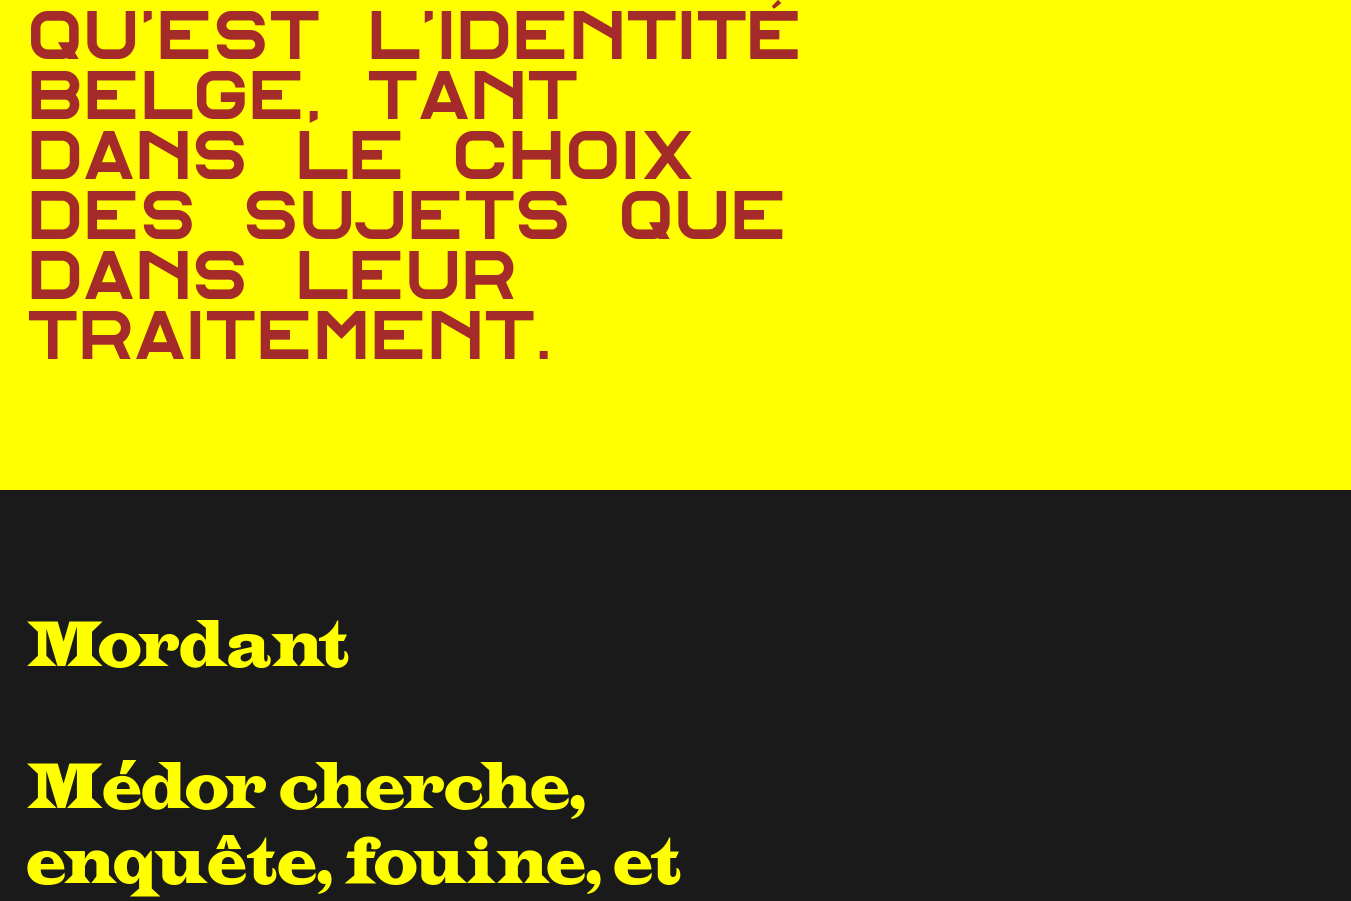 QU’EST L’IDENTITÉ
BELGE, TANT
DANS LE CHOIX
DES SUJETS QUE
DANS LEUR
TRAITEMENT.
Mordant
Médor cherche,
enquête, fouine, et